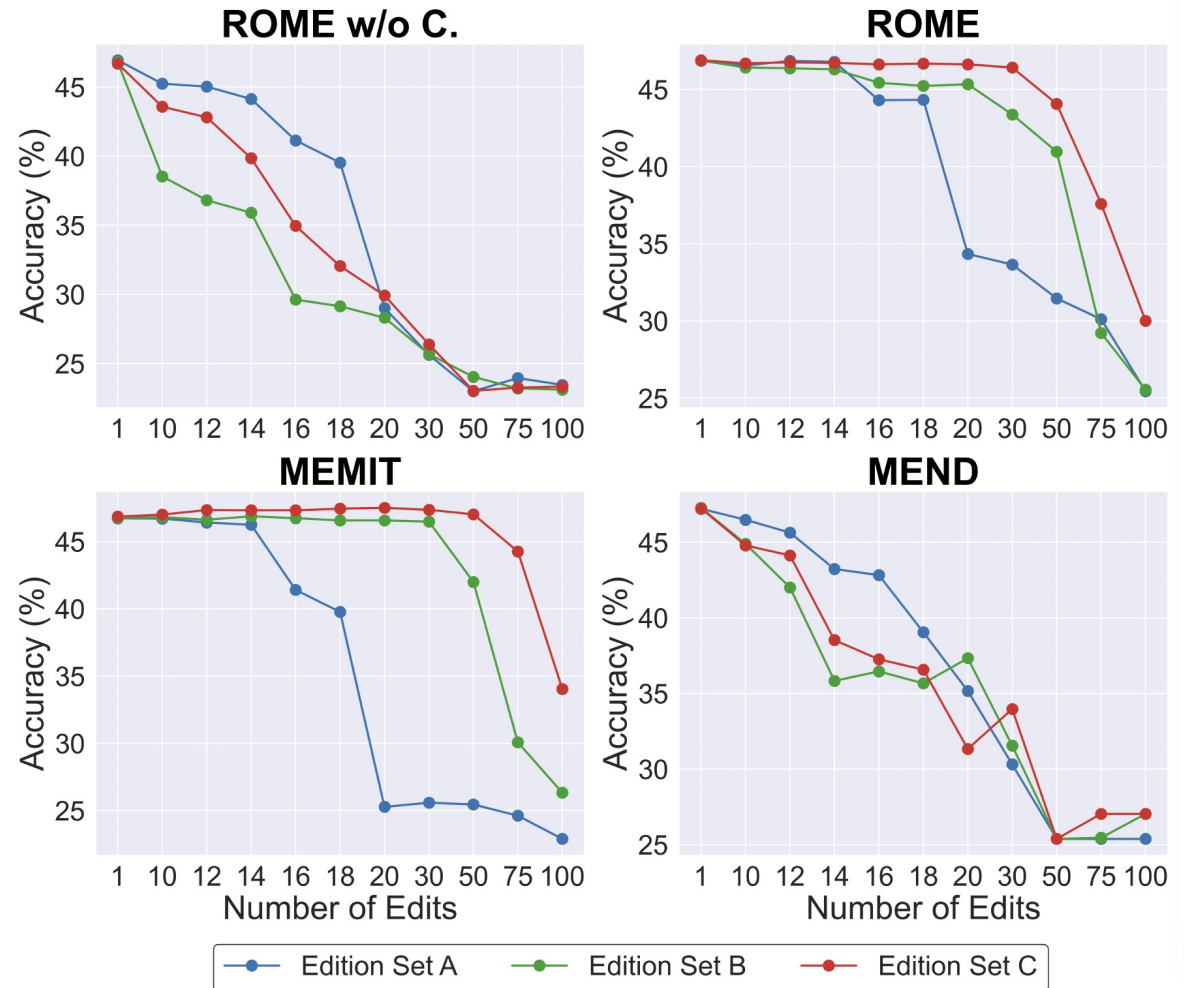 ROME w/o C.
Accuracy (%)
45
40
35
30
25
1 10 12 14 16 18 20 30 50 75 100
ROME
Accuracy (%)
45
40
35
30
25
1 10 12 14 16 18 20 30 50 75 100
MEMIT
Accuracy (%)
45
40
35
30
25
1 10 12 14 16 18 20 30 50 75 100
Number of Edits
MEND
Accuracy (%)
45
40
35
30
25
1 10 12 14 16 18 20 30 50 75 100
Number of Edits
Edition Set A Edition Set B Edition Set C